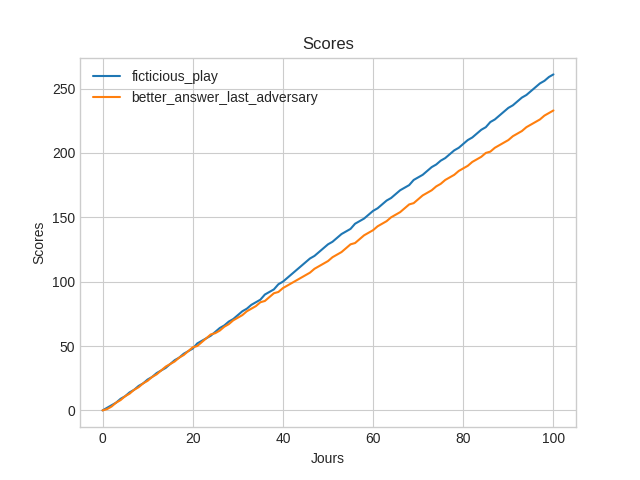 Scores
ficticious_play
better_answer_last_adversary
Scores
250
200
150
100
50
0
0 20 40 60 80 100
Jours